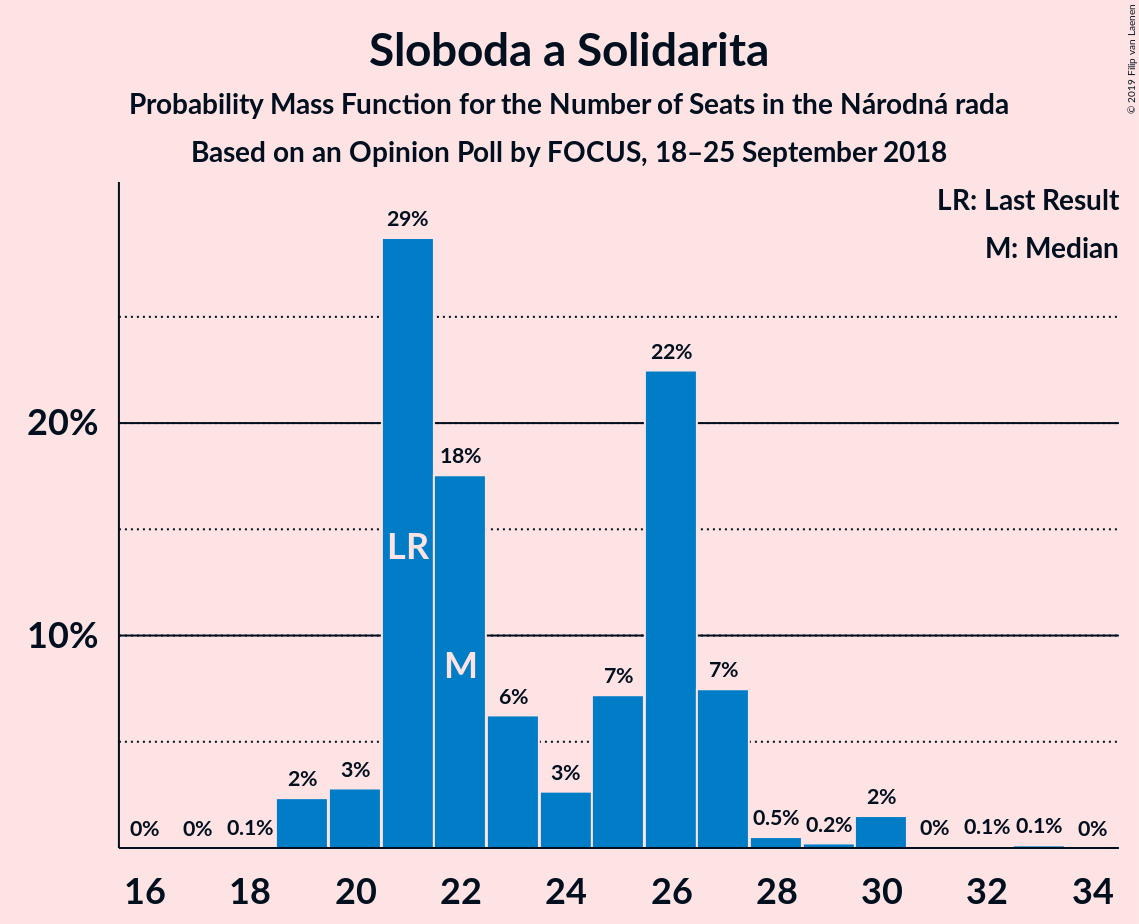 Sloboda a Solidarita
Probability Mass Function for the Number of Seats in the Národná rada
Based on an Opinion Poll by FOCUS, 18–25 September 2018
© 2019 Filip van Laenen
LR: Last Result
M: Median
20%
10%
0%
0%
0.1%
2%
3%
29%
18%
6%
3%
7%
22%
7%
0.5%
0.2%
2%
0%
0.1%
0.1%
0%
LR
M
16 18 20 22 24 26 28 30 32 34